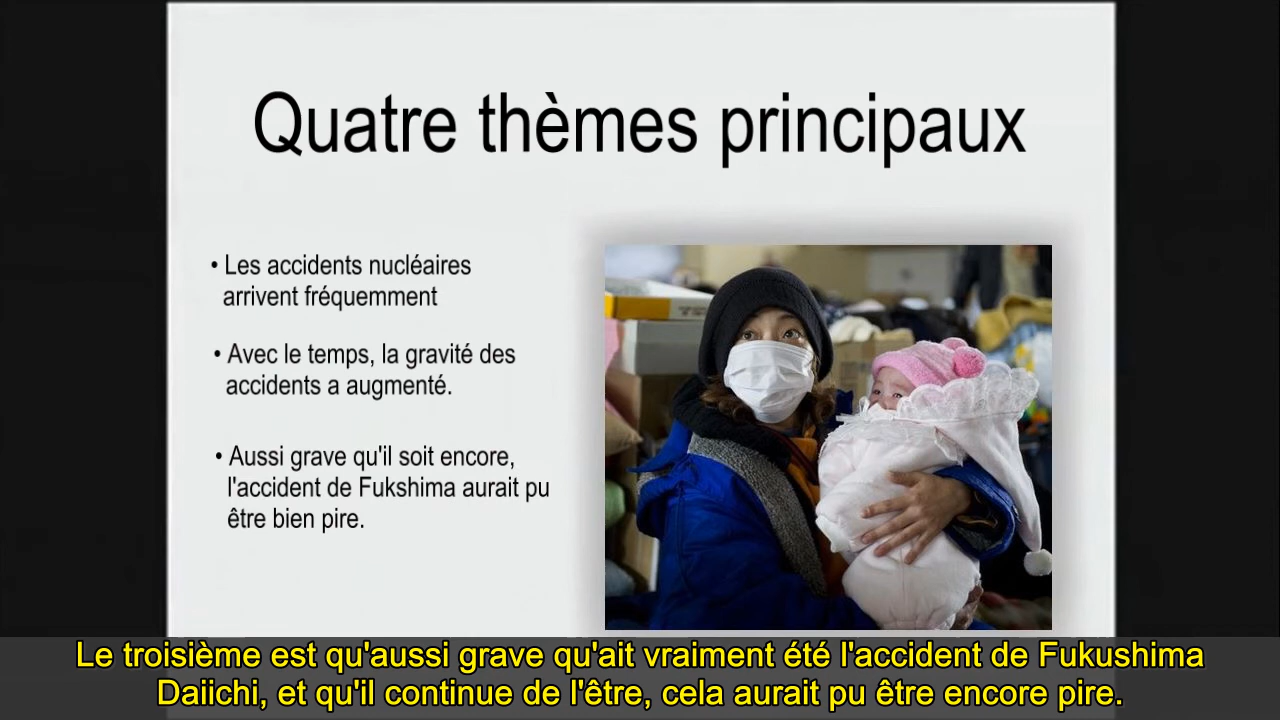 Quatre thèmes principaux
• Les accidents nucléaires
arrivent fréquemment
• Avec le temps, la gravité des
accidents a augmenté.
• Aussi grave qu'il soit encore,
l'accident de Fukshima aurait pu
être bien pire.
Le troisième est qu'aussi grave qu'ait vraiment été l'accident de Fukushima
Daiichi, et qu'il continue de l'être, cela aurait pu être encore pire.